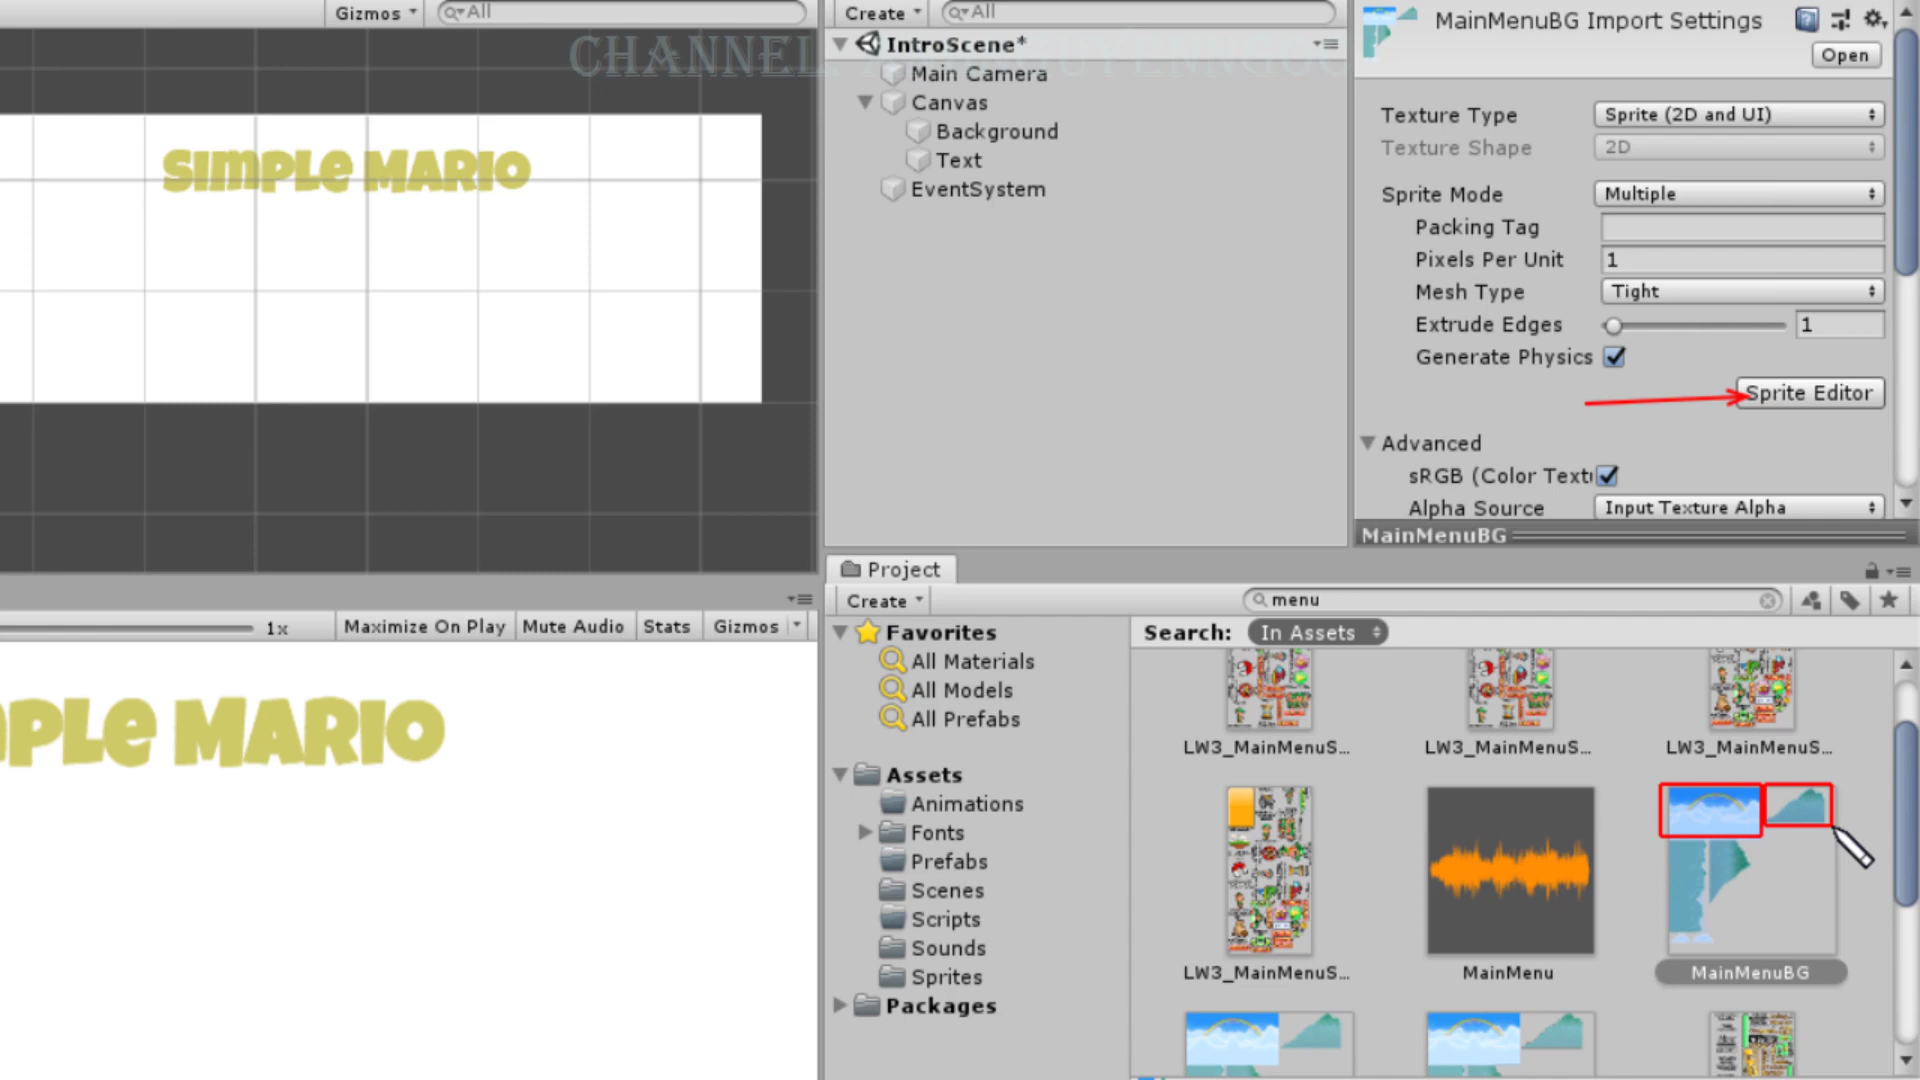 Gizmos
All
SIMPLE MARIO
1x
Maximize On Play
Mute Audio
Stats
Gizmos
MPLE MARIO
Create
All
CHANNEL
IntroScene*
Main Camera
Canvas
Background
Text
EventSystem
MainMenuBG Import Settings
Open
Texture Type
Sprite (2D and UI)
Texture Shape
2D
Sprite Mode
Multiple
Packing Tag
Pixels Per Unit
1
Mesh Type
Tight
Extrude Edges
1
Generate Physics
Sprite Editor
Advanced
sRGB (Color Text
Alpha Source
Input Texture Alpha
MainMenuBG
Project
Create
menu
Favorites
All Materials
All Models
All Prefabs
Assets
Animations
Fonts
Prefabs
Scenes
Scripts
Sounds
Sprites
Packages
Search:
In Assets
LW3_MainMenuS...
LW3_MainMenuS...
LW3_MainMenuS...
LW3_MainMenuS...
MainMenu
MainMenuBG